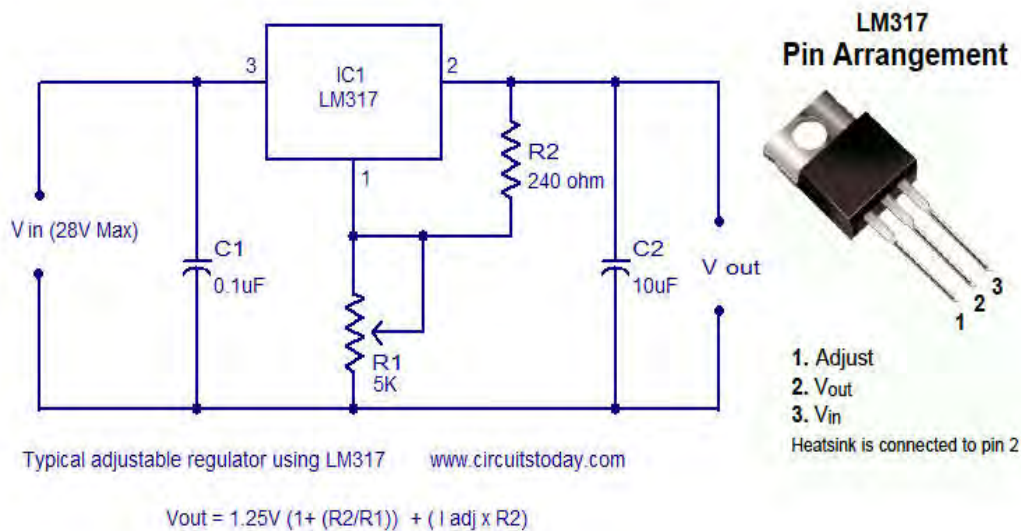 LM317
Pin Arrangement
3
IC1
LM317
2
1
R2
240 ohm
V in (28V Max)
C1
0.1uF
R1
5K
C2
10uF
V out
3
2
1
1. Adjust
2. Vout
3. Vin
Heatsink is connected to pin 2
Typical adjustable regulator using LM317 www.circuitstoday.com
Vout = 1.25V (1+ (R2/R1)) + ( I adj x R2)